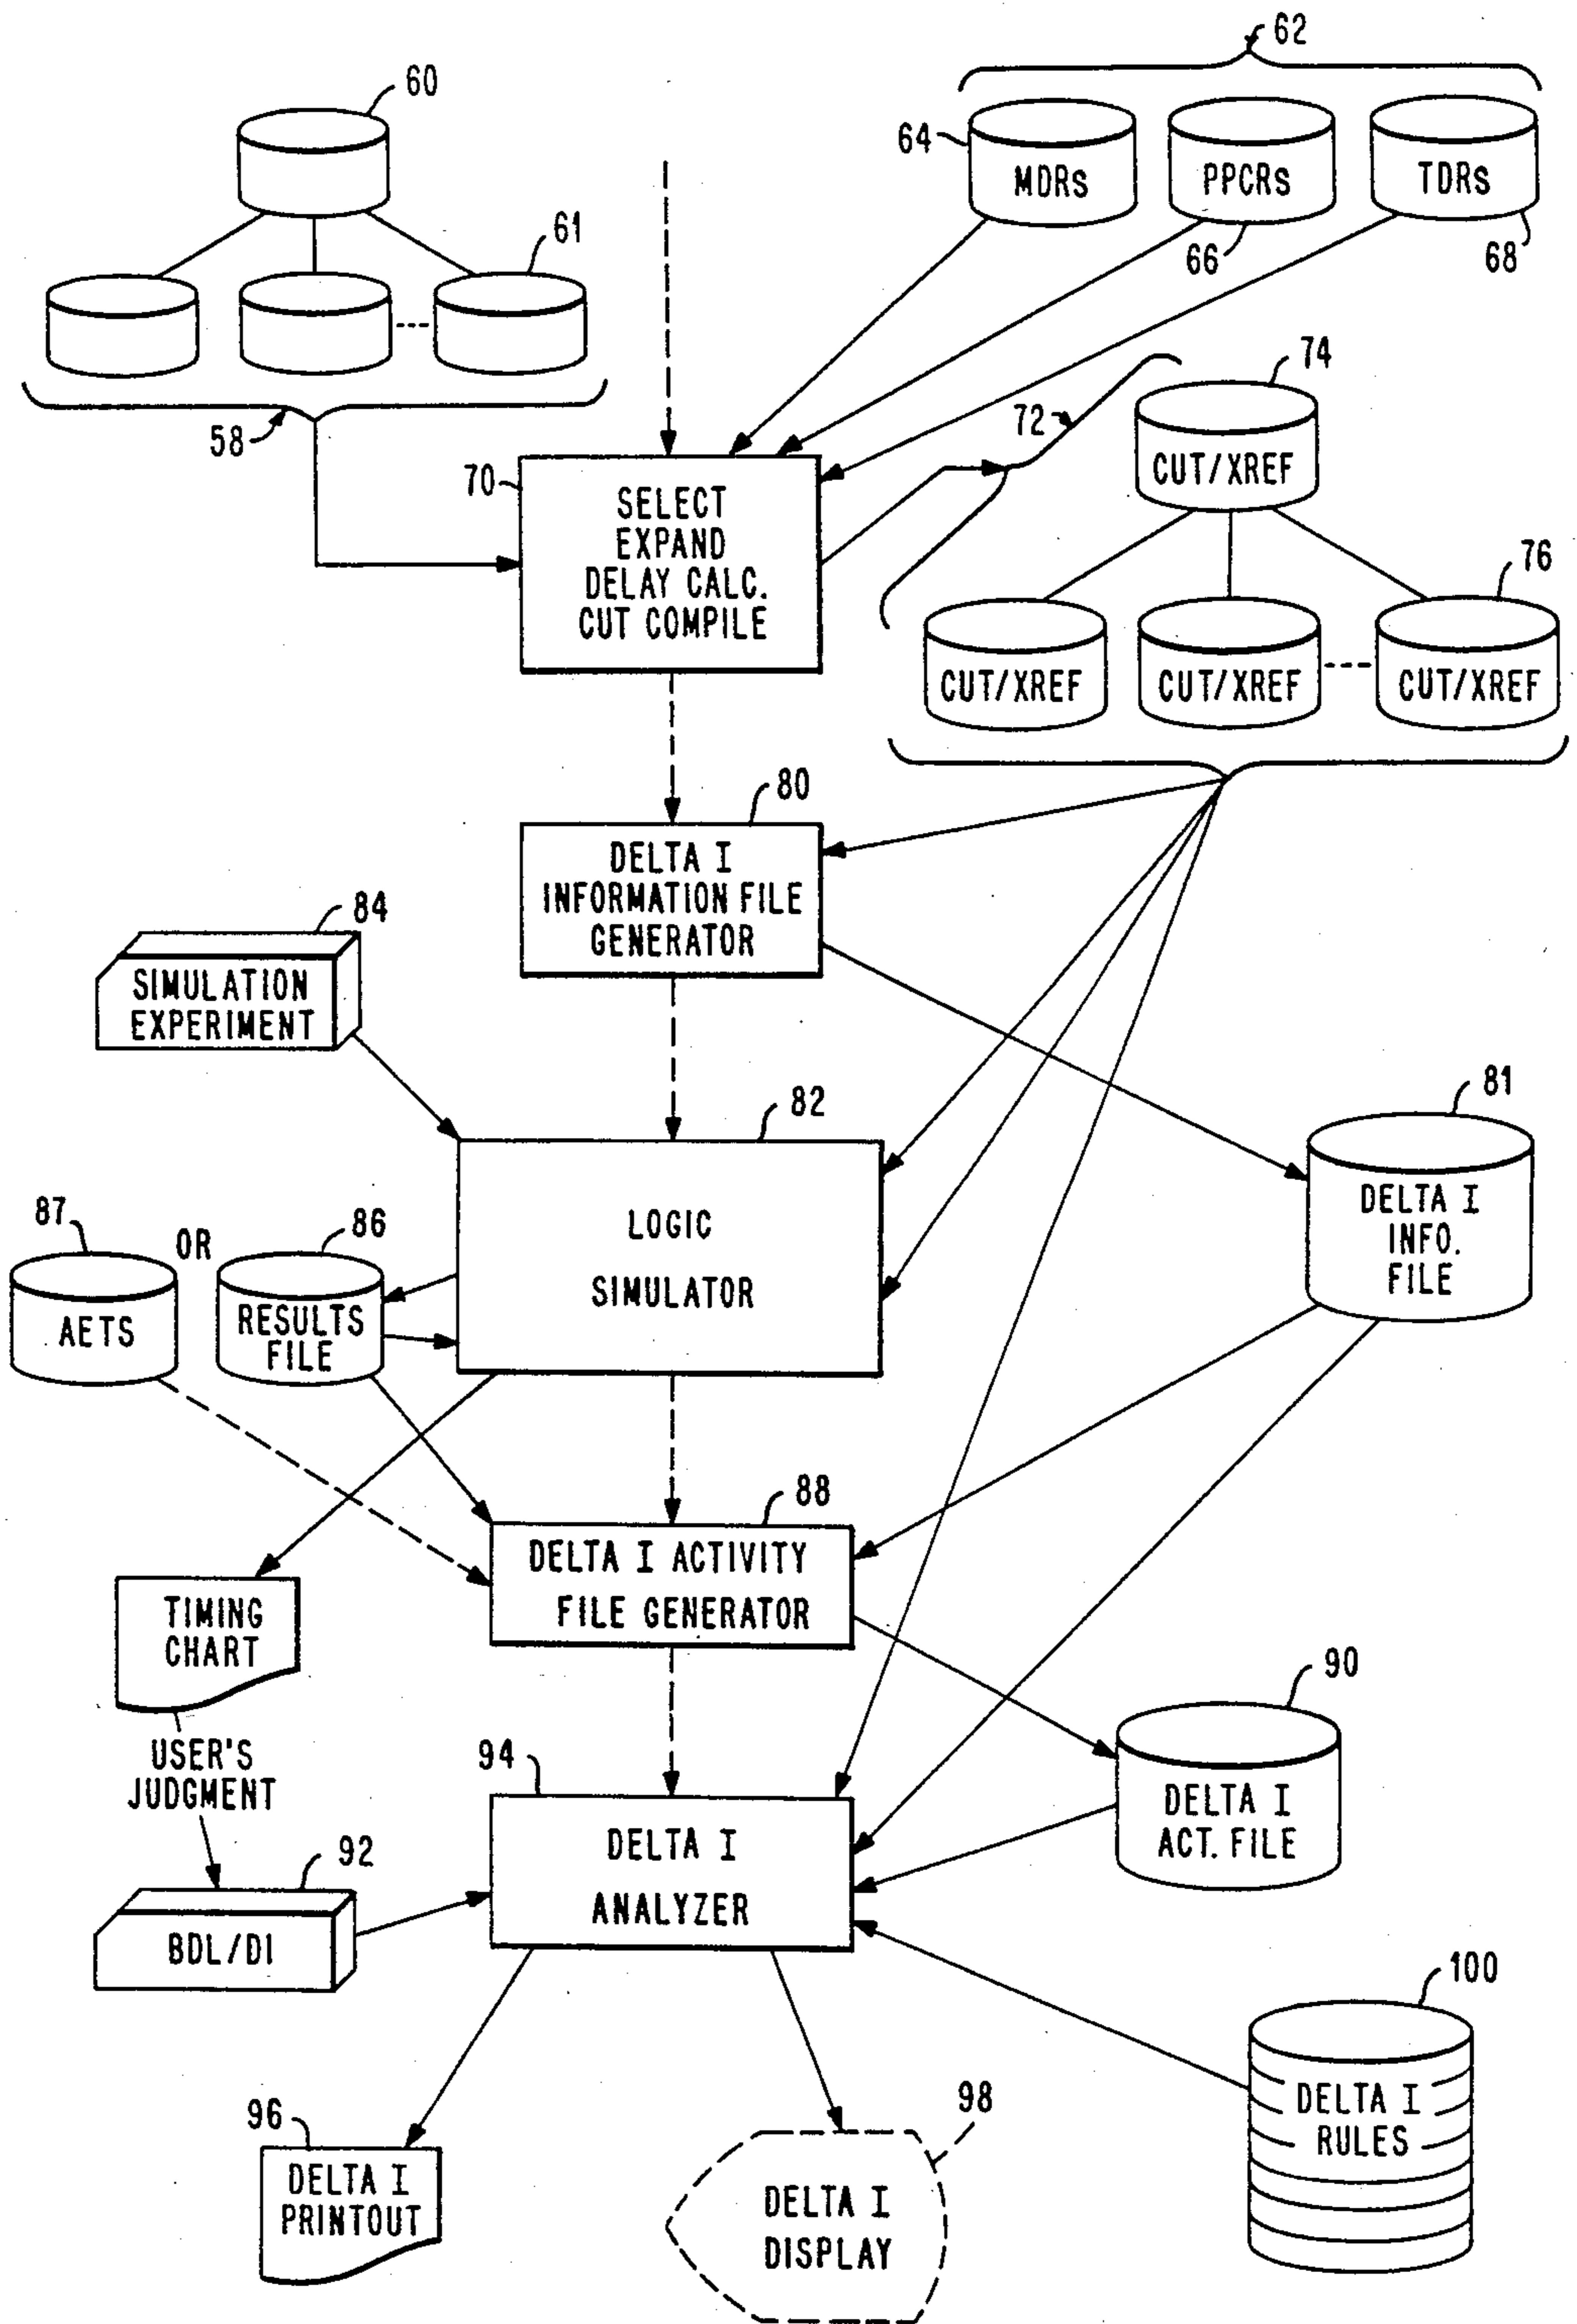 62
60
64
MDRs
PPCRs
TDRs
61
66
68
74
72
58
CUT/XREF
70
SELECT
EXPAND
DELAY CALC.
CUT COMPILE
76
CUT/XREF
CUT/XREF
CUT/XREF
80
DELTA I
INFORMATION FILE
GENERATOR
84
SIMULATION
EXPERIMENT
82
81
87
OR
86
LOGIC
SIMULATOR
DELTA I
INFO.
FILE
AETS
RESULTS
FILE
88
DELTA I ACTIVITY
FILE GENERATOR
TIMING
CHART
90
USER'S
JUDGMENT
94
DELTA I
ACT. FILE
DELTA I
ANALYZER
92
BDL/DI
100
98
96
DELTA I
RULES
DELTA I
PRINTOUT
DELTA I
DISPLAY